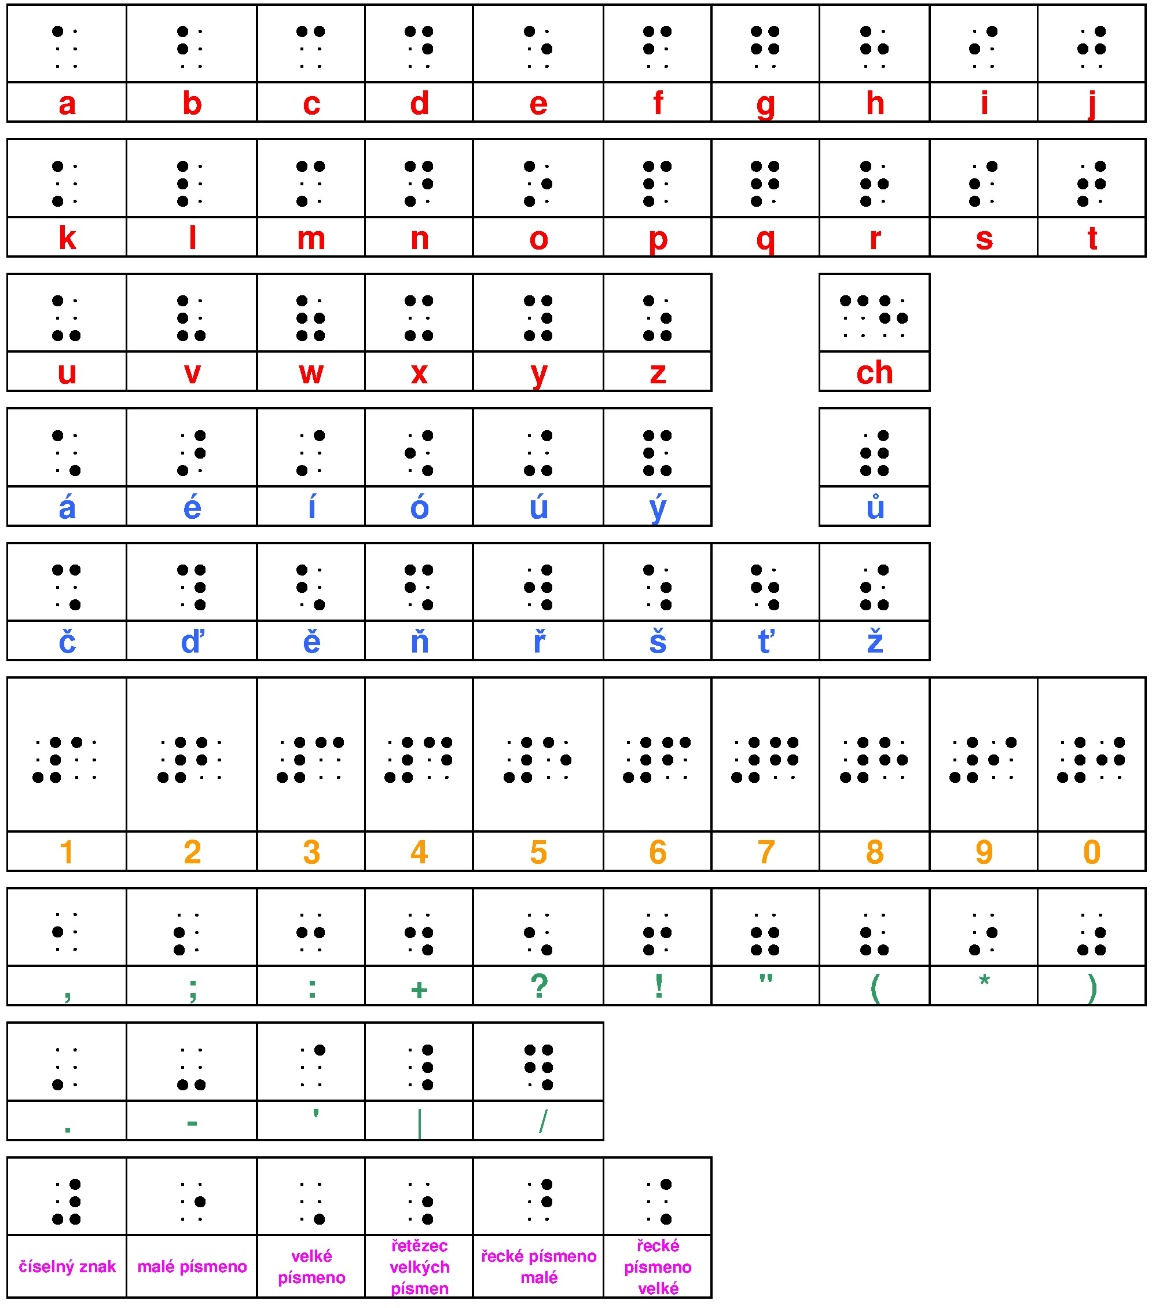 a b c d e f g h i j
k l m n o p q r s t
u v w x y z ch
á é í ó ú ý ů
č ď ě ň ř š ť ž
1 2 3 4 5 6 7 8 9 0
, ; : + ? ! " ( * )
. - ' | /
číselný znak malé písmeno velké písmeno řetězec velkých písmen řecké písmeno malé řecké písmeno velké